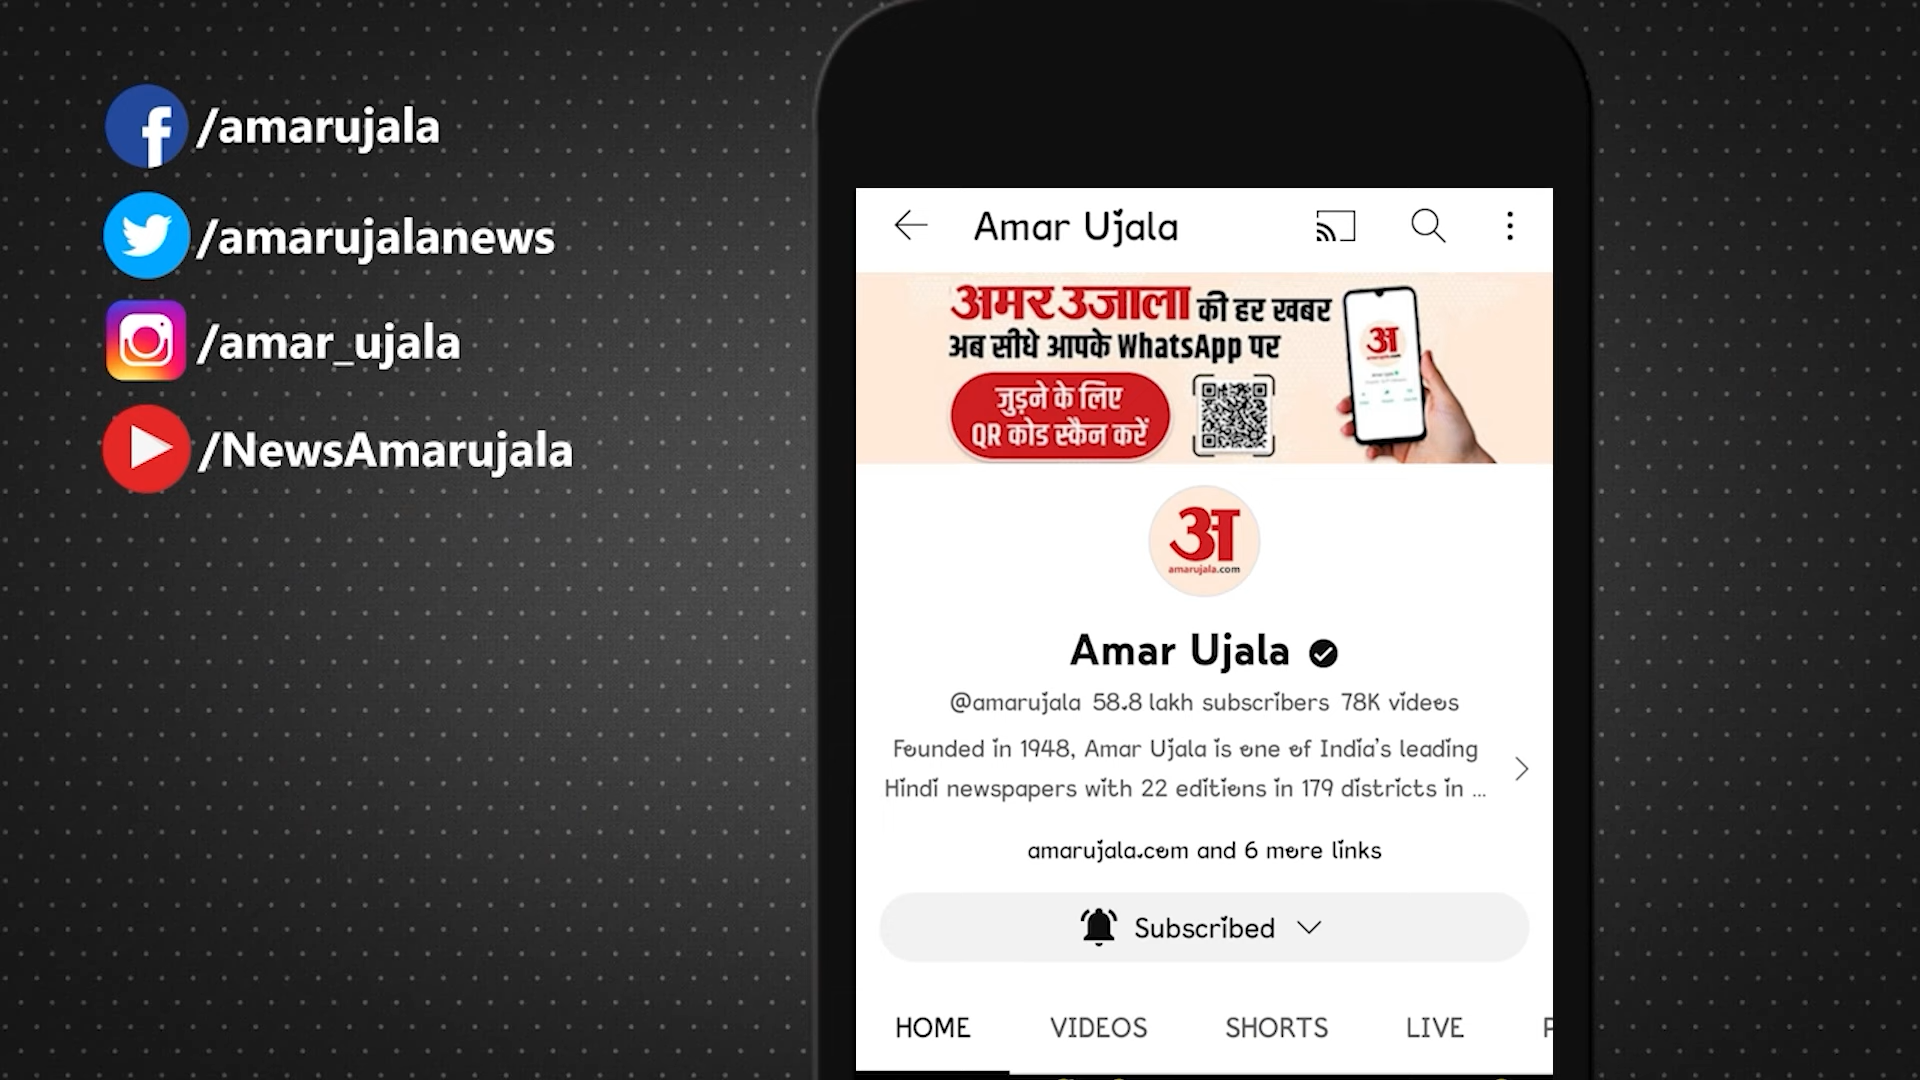 /amarujala
/amarujalanews
/amar_ujala
/NewsAmarujala
Amar Ujala
अमर उजाला की हर खबर
अब सीधे आपके WhatsApp पर
जुड़ने के लिए
QR कोड स्कैन करें
अ
अ
amarujala.com
Amar Ujala
@amarujala 58.8 lakh subscribers 78K videos
Founded in 1948, Amar Ujala is one of India's leading
Hindi newspapers with 22 editions in 179 districts in ...
amarujala.com and 6 more links
Subscribed
HOME VIDEOS SHORTS LIVE